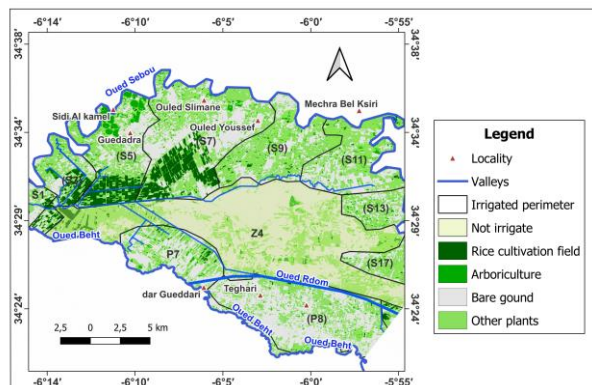 -6°14' -6°10' -6°5' -6°0' -5°55'
34°38' 34°38'
Oued Sebou
Ouled Slimane
Mechra Bel Ksiri
Sidi Al kamel
Ouled Youssef
34°34' 34°34'
Guedadra
(S7)
(S9)
(S5)
(S11)
S1
(S13)
34°29' 34°29'
Z4
Oued Beht
P7
(S17)
Oued Rdom
dar Gueddari
Teghari
34°24' 34°24'
Oued Beht
(P8)
Oued Beht
2,5 0 2,5 5 km
-6°14' -6°10' -6°5' -6°0' -5°55'
Legend
Locality
Valleys
Irrigated perimeter
Not irrigate
Rice cultivation field
Arboriculture
Bare gound
Other plants